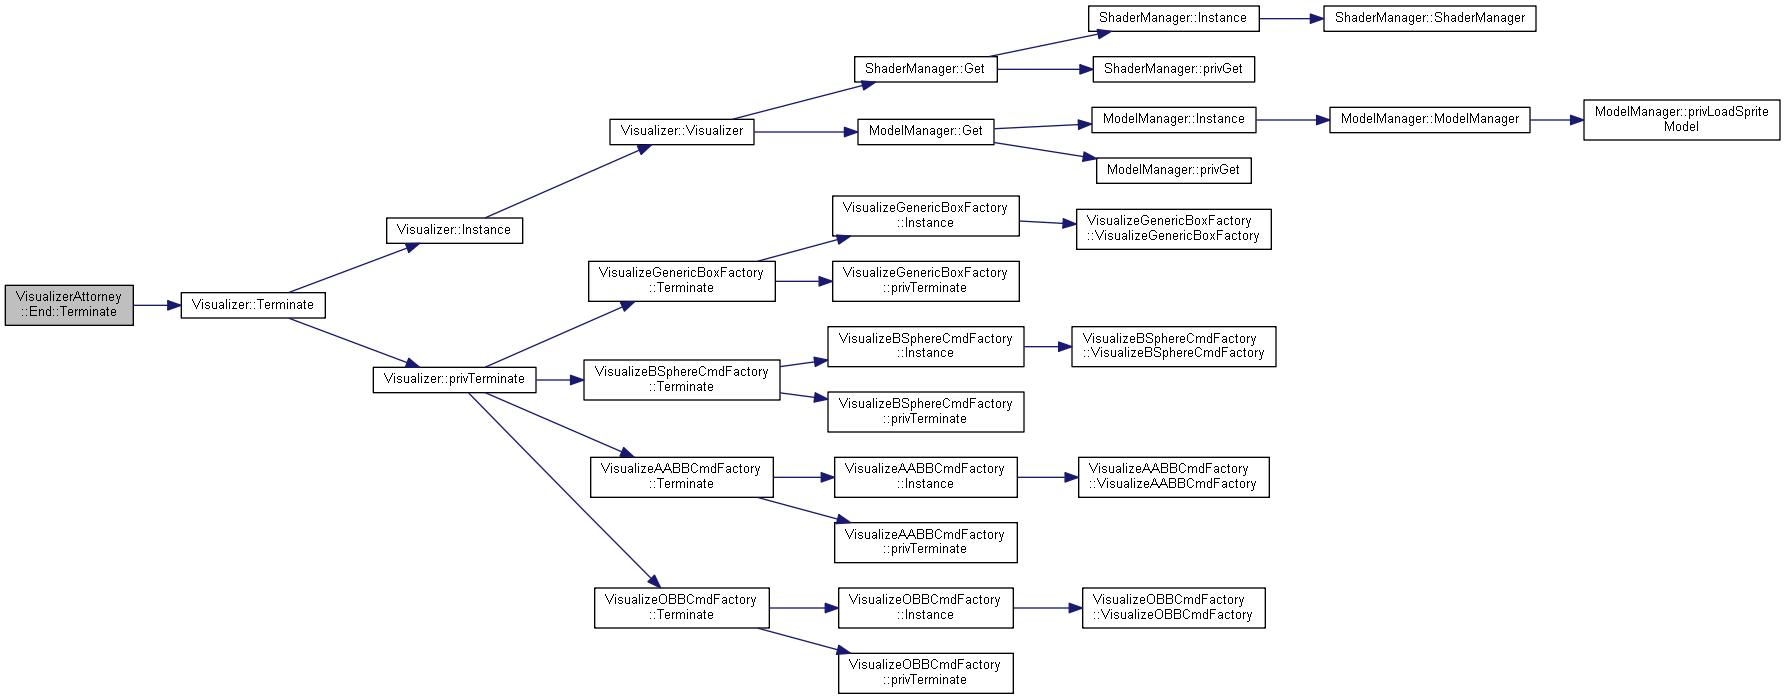 VisualizerAttorney
::End::Terminate
Visualizer::Terminate
Visualizer::Instance
Visualizer::Visualizer
ShaderManager::Get
ShaderManager::Instance
ShaderManager::ShaderManager
ShaderManager::privGet
ModelManager::Get
ModelManager::Instance
ModelManager::ModelManager
ModelManager::privLoadSprite
Model
ModelManager::privGet
Visualizer::privTerminate
VisualizeGenericBoxFactory
::Terminate
VisualizeGenericBoxFactory
::Instance
VisualizeGenericBoxFactory
::VisualizeGenericBoxFactory
VisualizeGenericBoxFactory
::privTerminate
VisualizeBSphereCmdFactory
::Terminate
VisualizeBSphereCmdFactory
::Instance
VisualizeBSphereCmdFactory
::VisualizeBSphereCmdFactory
VisualizeBSphereCmdFactory
::privTerminate
VisualizeAABBCmdFactory
::Terminate
VisualizeAABBCmdFactory
::Instance
VisualizeAABBCmdFactory
::VisualizeAABBCmdFactory
VisualizeAABBCmdFactory
::privTerminate
VisualizeOBBCmdFactory
::Terminate
VisualizeOBBCmdFactory
::Instance
VisualizeOBBCmdFactory
::VisualizeOBBCmdFactory
VisualizeOBBCmdFactory
::privTerminate